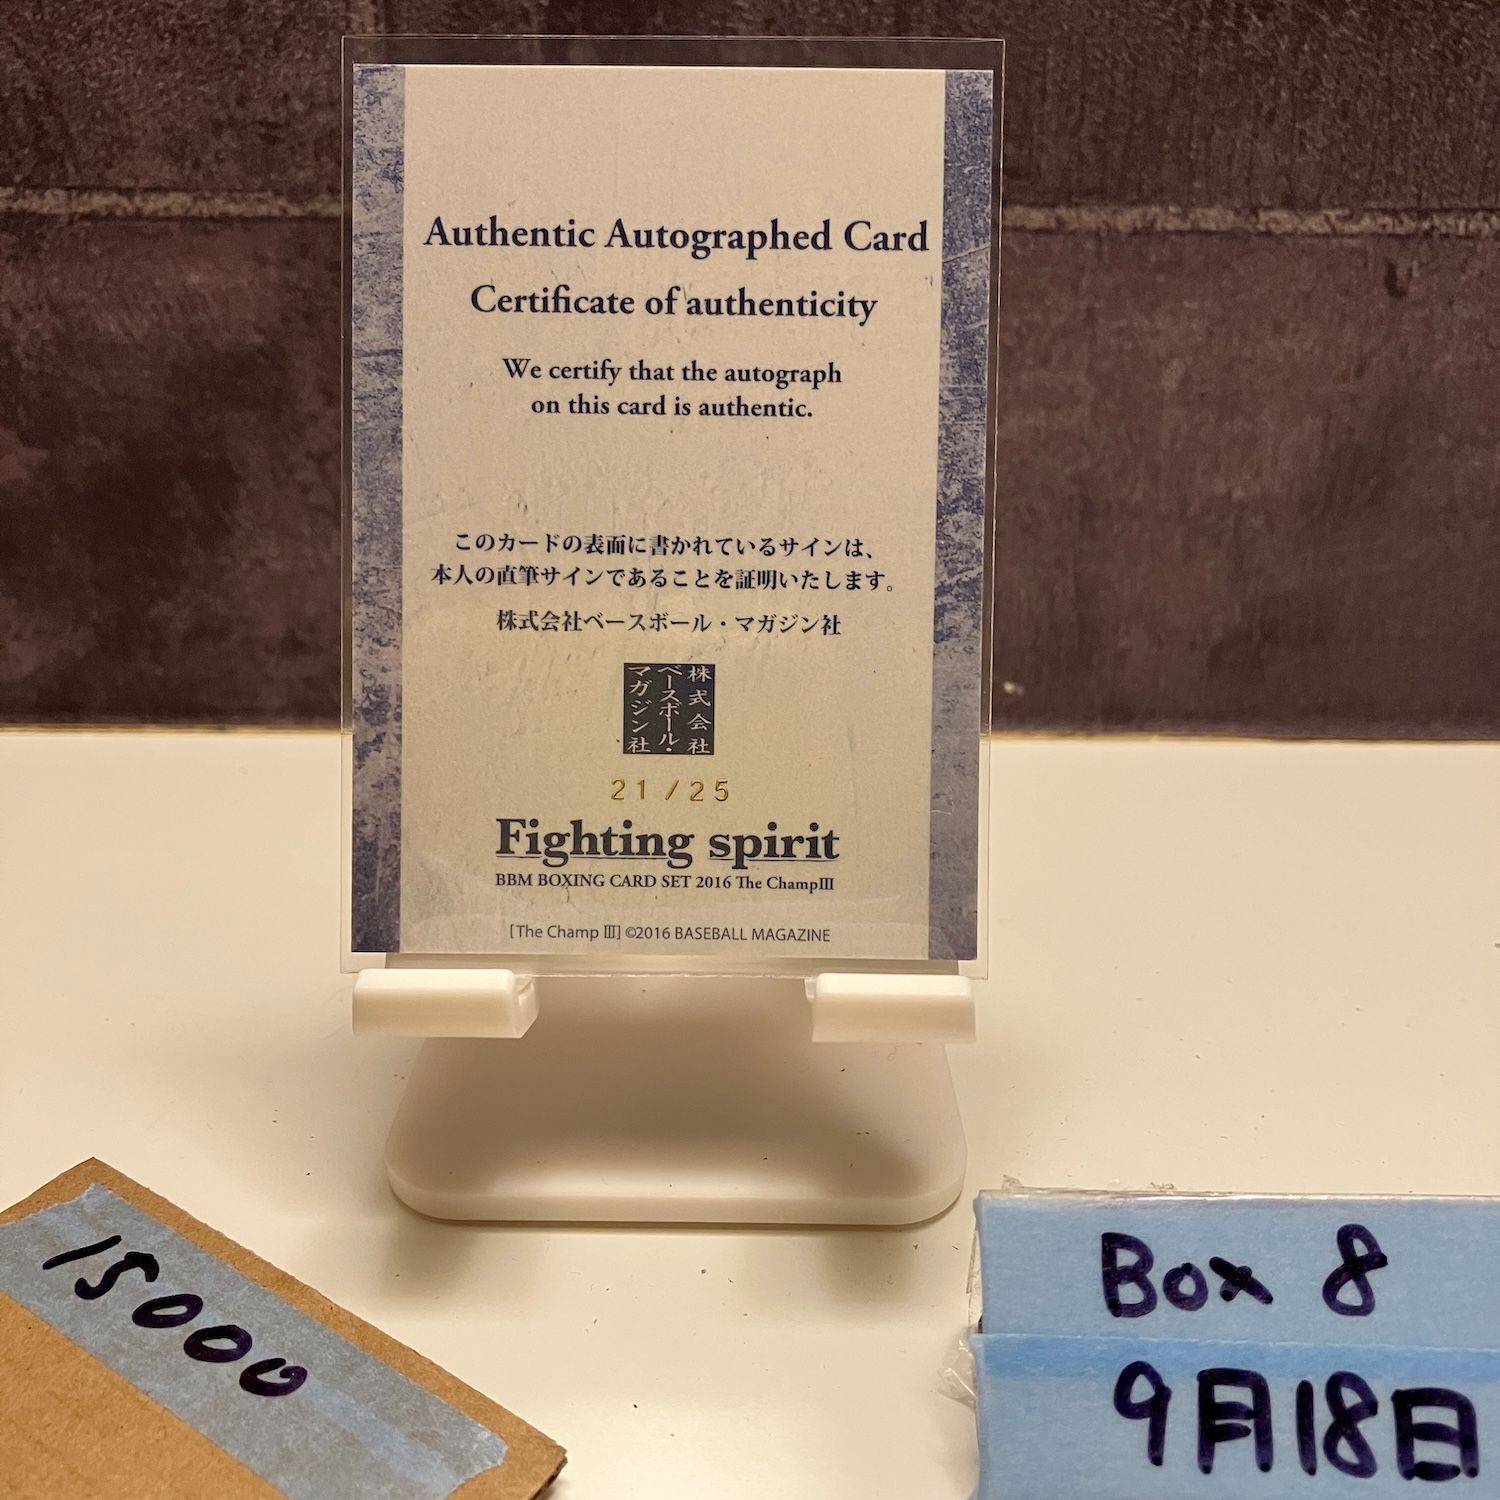 Authentic Autographed Card
Certificate of authenticity
We certify that the autograph
on this card is authentic.
このカードの表面に書かれているサインは、
本人の直筆サインであることを証明いたします。
株式会社ベースボール・マガジン社
株式会社
ベースボール・
マガジン社
21/25
Fighting spirit
BBM BOXING CARD SET 2016 The ChampⅢ
[The Champ Ⅲ] ©2016 BASEBALL MAGAZINE
15000
Box 8
9月18日